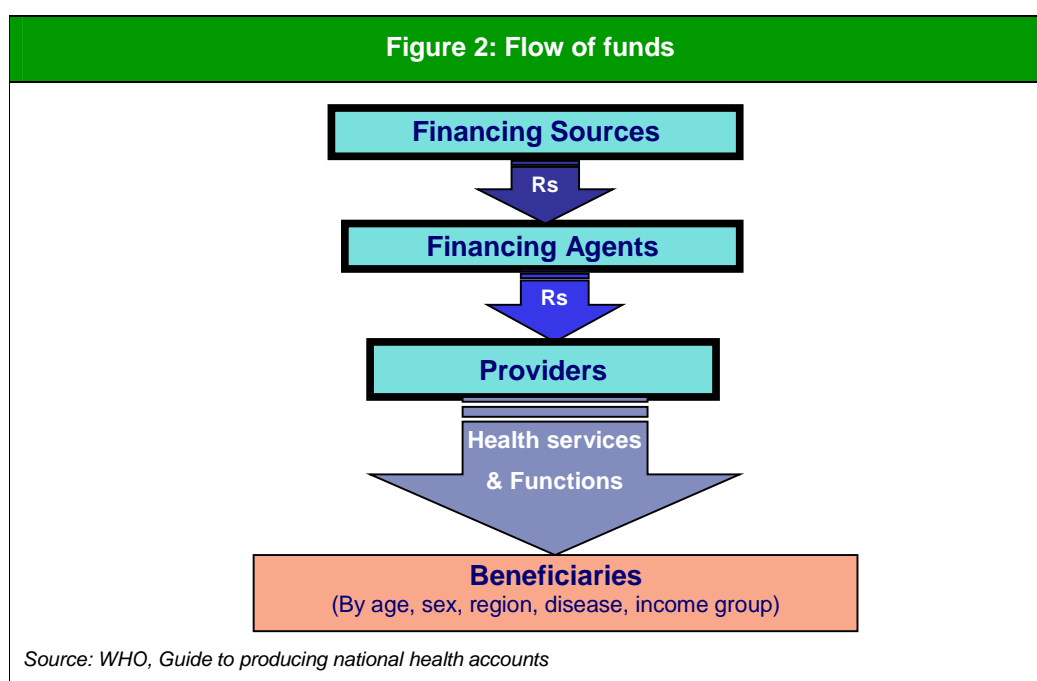 Figure 2: Flow of funds
Financing Sources
Rs
Financing Agents
Rs
Providers
Health services
& Functions
Beneficiaries
(By age, sex, region, disease, income group)
Source: WHO, Guide to producing national health accounts